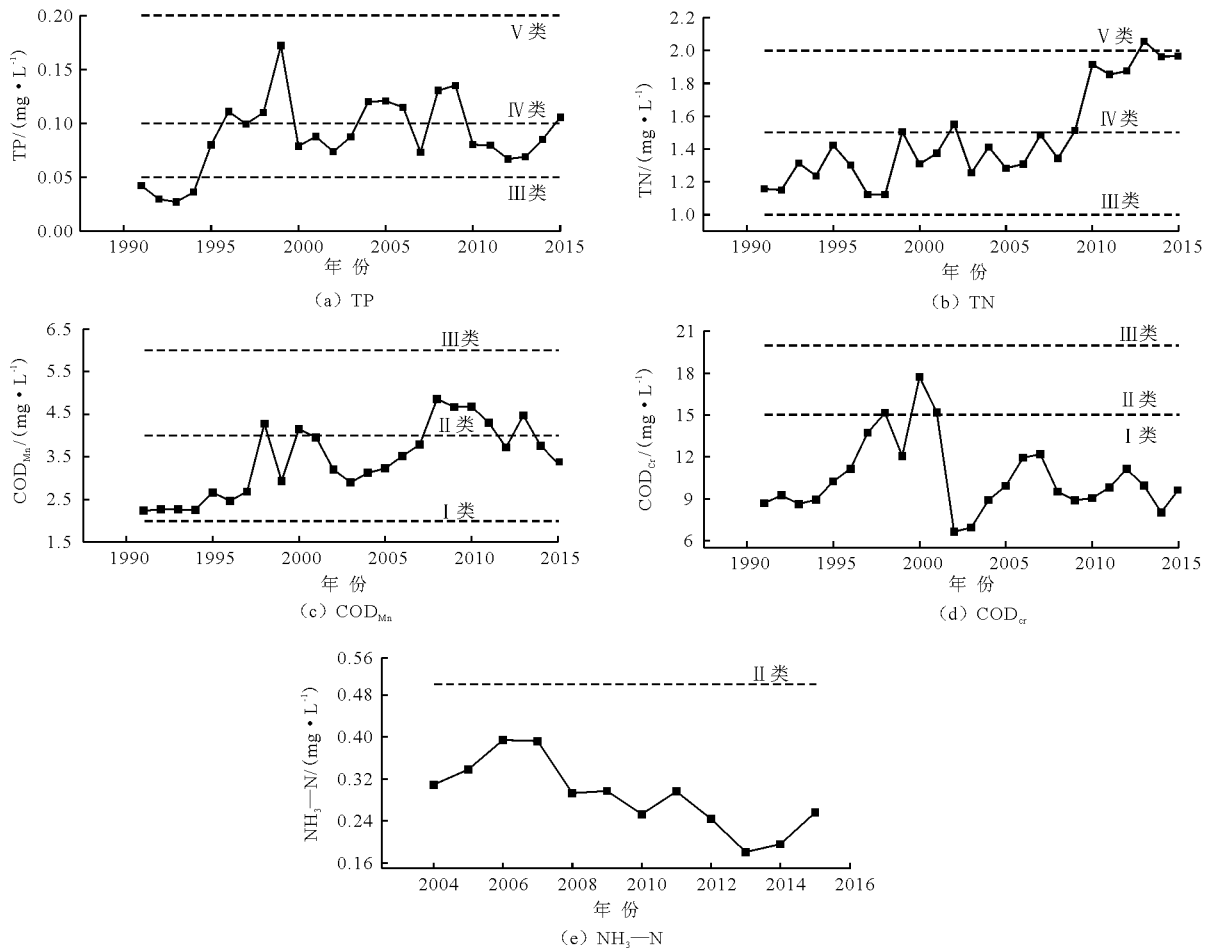 0.20
0.15
0.10
0.05
0.00
TP/(mg·L⁻¹)
Ⅴ类
Ⅳ类
Ⅲ类
1990 1995 2000 2005 2010 2015
年 份
(a) TP
2.2
2.0
1.8
1.6
1.4
1.2
1.0
TN/(mg·L⁻¹)
Ⅴ类
Ⅳ类
Ⅲ类
1990 1995 2000 2005 2010 2015
年 份
(b) TN
6.5
5.5
4.5
3.5
2.5
1.5
COD_Mn/(mg·L⁻¹)
Ⅲ类
Ⅱ类
Ⅰ类
1990 1995 2000 2005 2010 2015
年 份
(c) COD_Mn
21
18
15
12
9
6
COD_Cr/(mg·L⁻¹)
Ⅲ类
Ⅱ类
Ⅰ类
1990 1995 2000 2005 2010 2015
年 份
(d) COD_cr
0.56
0.48
0.40
0.32
0.24
0.16
NH₃—N/(mg·L⁻¹)
Ⅱ类
2004 2006 2008 2010 2012 2014 2016
年 份
(e) NH₃—N